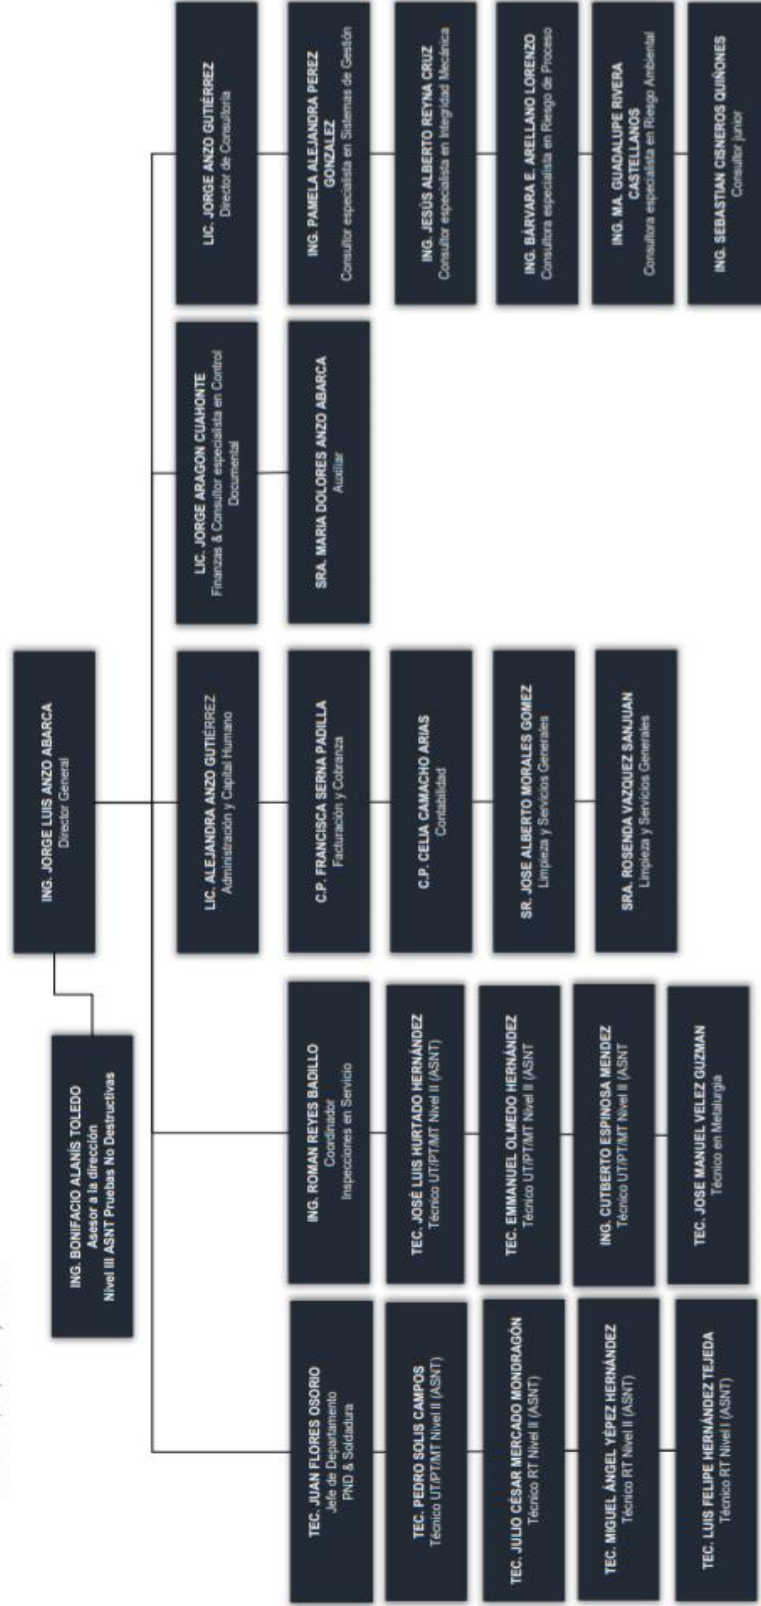 ING. JORGE LUIS ANZO ABARCA
Director General
ING. BONIFACIO ALANÍS TOLEDO
Asesor a la dirección
Nivel III ASNT Pruebas No Destructivas
TEC. JUAN FLORES OSORIO
Jefe de Departamento
PND & Soldadura
TEC. PEDRO SOLIS CAMPOS
Técnico UT/PT/MT Nivel II (ASNT)
TEC. JULIO CÉSAR MERCADO MONDRAGÓN
Técnico RT Nivel II (ASNT)
TEC. MIGUEL ÁNGEL YÉPEZ HERNÁNDEZ
Técnico RT Nivel II (ASNT)
TEC. LUIS FELIPE HERNÁNDEZ TEJEDA
Técnico RT Nivel I (ASNT)
ING. ROMAN REYES BADILLO
Coordinador
Inspecciones en Servicio
TEC. JOSÉ LUIS HURTADO HERNÁNDEZ
Técnico UT/PT/MT Nivel II (ASNT)
TEC. EMMANUEL OLMEDO HERNÁNDEZ
Técnico UT/PT/MT Nivel II (ASNT
ING. CUTBERTO ESPINOSA MENDEZ
Técnico UT/PT/MT Nivel II (ASNT
TEC. JOSE MANUEL VELEZ GUZMAN
Técnico en Metalurgia
LIC. ALEJANDRA ANZO GUTIÉRREZ
Administración y Capital Humano
C.P. FRANCISCA SERNA PADILLA
Facturación y Cobranza
C.P. CELIA CAMACHO ARIAS
Contabilidad
SR. JOSE ALBERTO MORALES GOMEZ
Limpieza y Servicios Generales
SRA. ROSENDA VAZQUEZ SANJUAN
Limpieza y Servicios Generales
LIC. JORGE ARAGON CUAHONTE
Finanzas & Consultor especialista en Control
Documental
SRA. MARIA DOLORES ANZO ABARCA
Auxiliar
LIC. JORGE ANZO GUTIÉRREZ
Director de Consultoría
ING. PAMELA ALEJANDRA PEREZ
GONZALEZ
Consultor especialista en Sistemas de Gestión
ING. JESÚS ALBERTO REYNA CRUZ
Consultor especialista en Integridad Mecánica
ING. BÁRVARA E. ARELLANO LORENZO
Consultora especialista en Riesgo de Proceso
ING. MA. GUADALUPE RIVERA
CASTELLANOS
Consultora especialista en Riesgo Ambiental
ING. SEBASTIAN CISNEROS QUIÑONES
Consultor junior